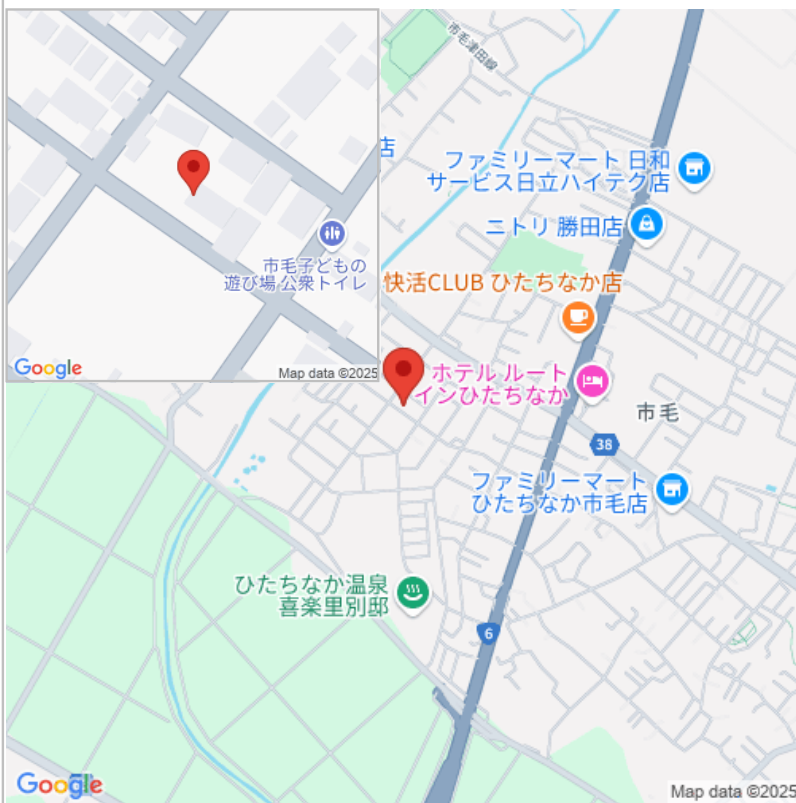 市毛子どもの
遊び場 公衆トイレ
Google
Map data ©2025
市毛津田線
店
ファミリーマート 日和
サービス日立ハイテク店
ニトリ 勝田店
快活CLUB ひたちなか店
ホテル ルート
インひたちなか
市毛
38
ファミリーマート
ひたちなか市毛店
ひたちなか温泉
喜楽里別邸
6
Google
Map data ©2025